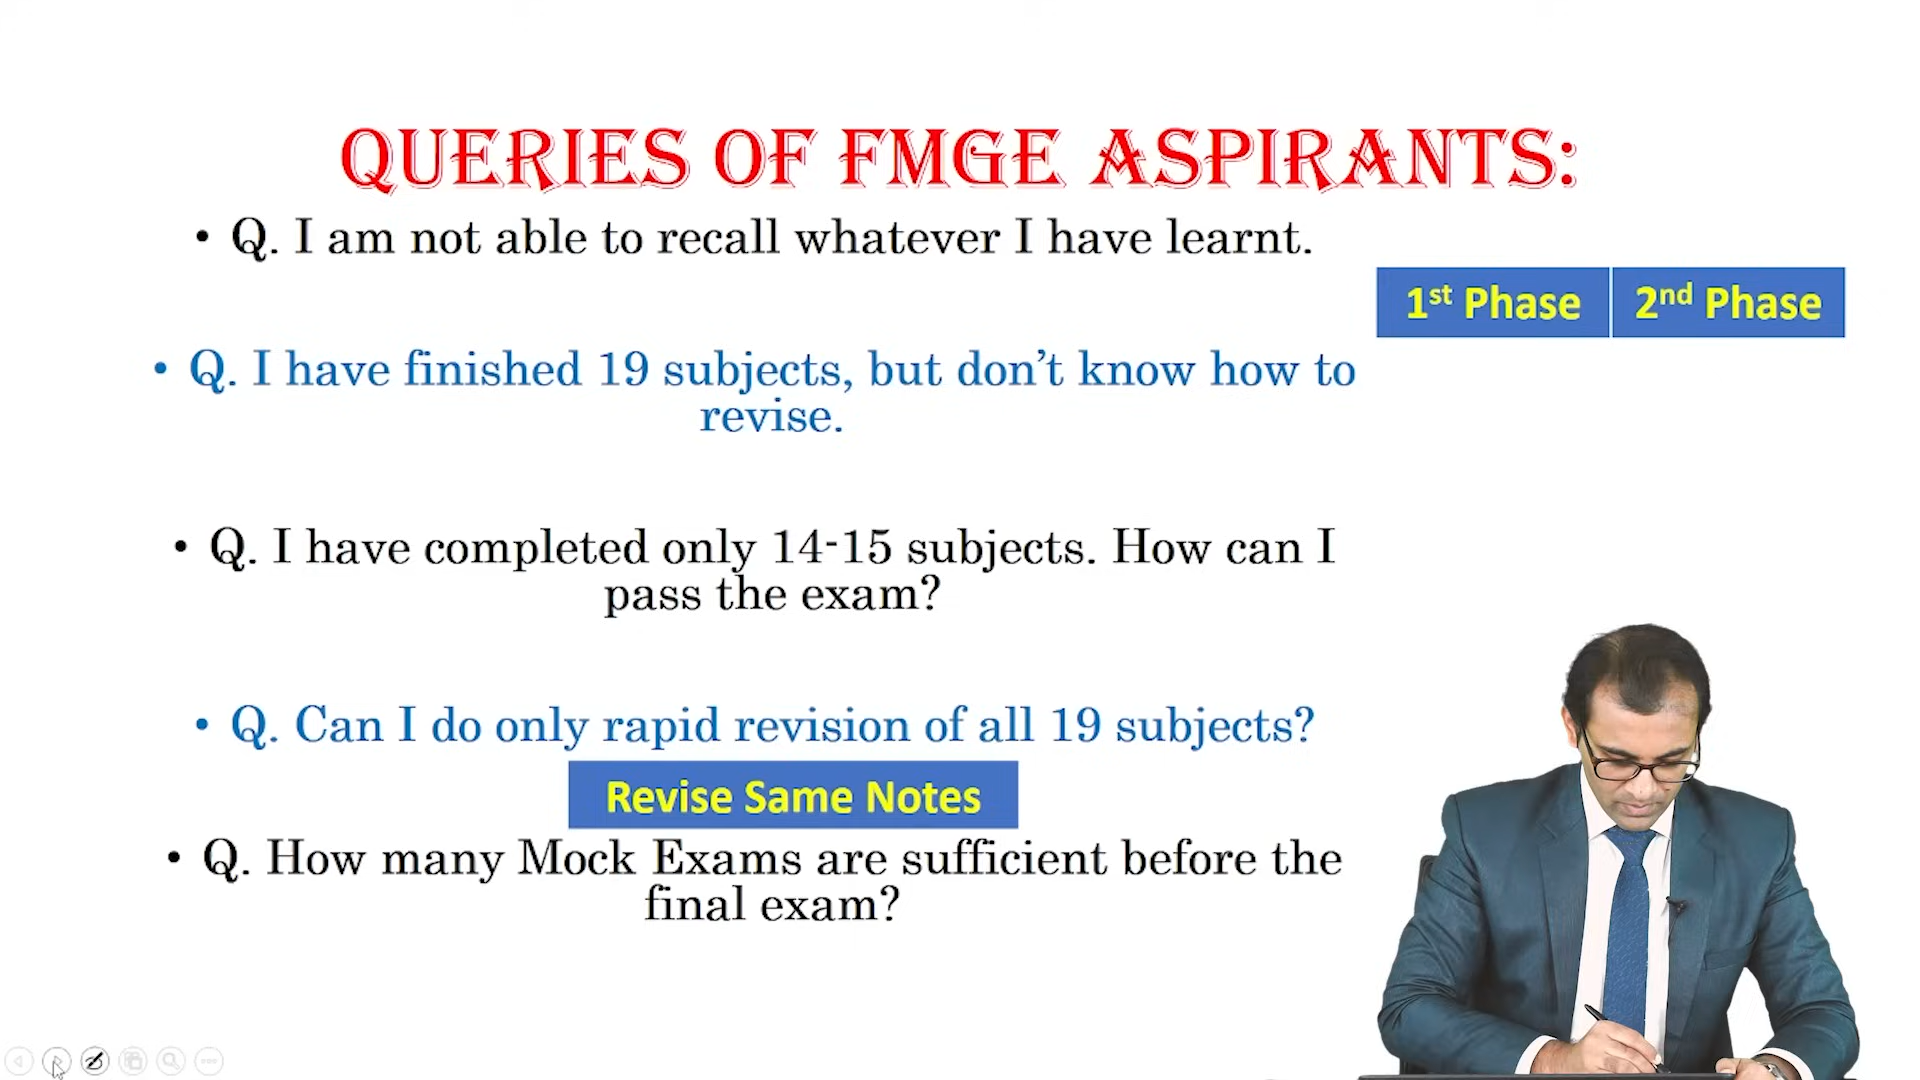 QUERIES OF FMGE ASPIRANTS:
• Q. I am not able to recall whatever I have learnt.
1st Phase 2nd Phase
• Q. I have finished 19 subjects, but don’t know how to
revise.
• Q. I have completed only 14-15 subjects. How can I
pass the exam?
• Q. Can I do only rapid revision of all 19 subjects?
Revise Same Notes
• Q. How many Mock Exams are sufficient before the
final exam?